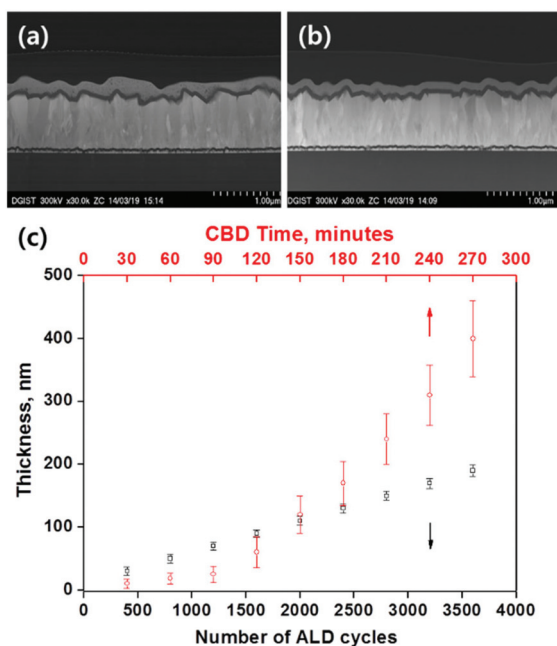 (a)
(b)
DGIST 300kV x30.0k ZC 14/03/19 15:14 1.00μm
DGIST 300kV x30.0k ZC 14/03/19 14:09 1.00μm
(c)
CBD Time, minutes
0 30 60 90 120 150 180 210 240 270 300
500
400
300
200
100
0
Thickness, nm
0 500 1000 1500 2000 2500 3000 3500 4000
Number of ALD cycles